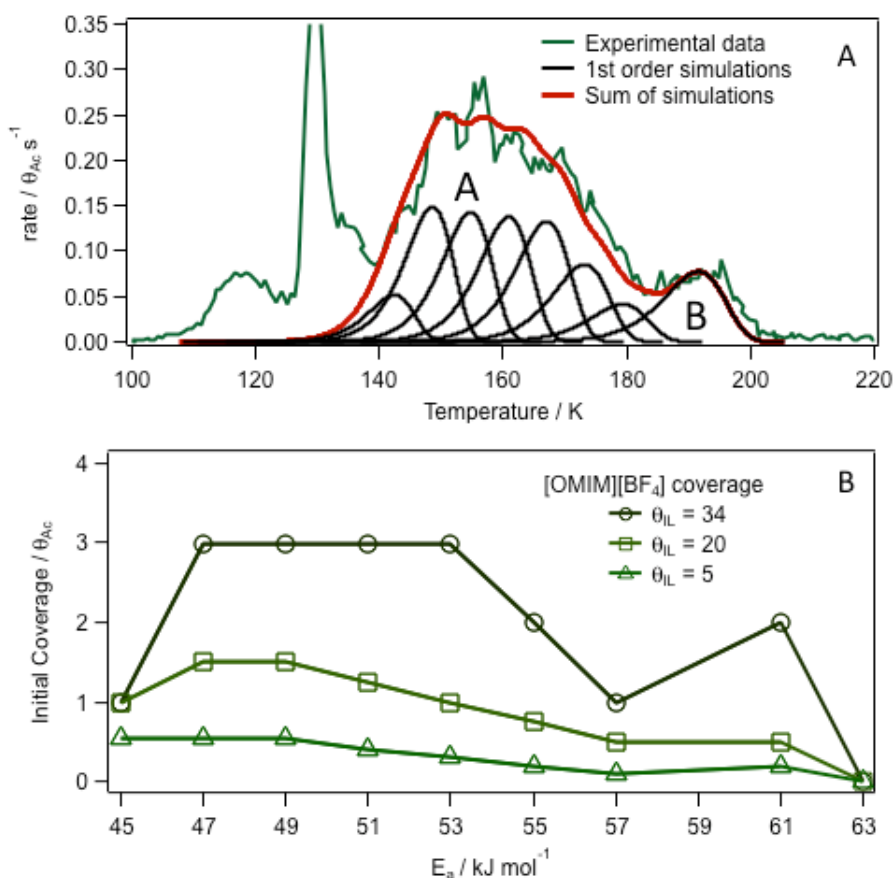 0.35
0.30
0.25
0.20
0.15
0.10
0.05
0.00
rate / θAc s⁻¹
Experimental data
1st order simulations
Sum of simulations
A
A
B
100 120 140 160 180 200 220
Temperature / K
4
3
2
1
0
Initial Coverage / θAc
[OMIM][BF₄] coverage
θIL = 34
θIL = 20
θIL = 5
B
45 47 49 51 53 55 57 59 61 63
Eₐ / kJ mol⁻¹